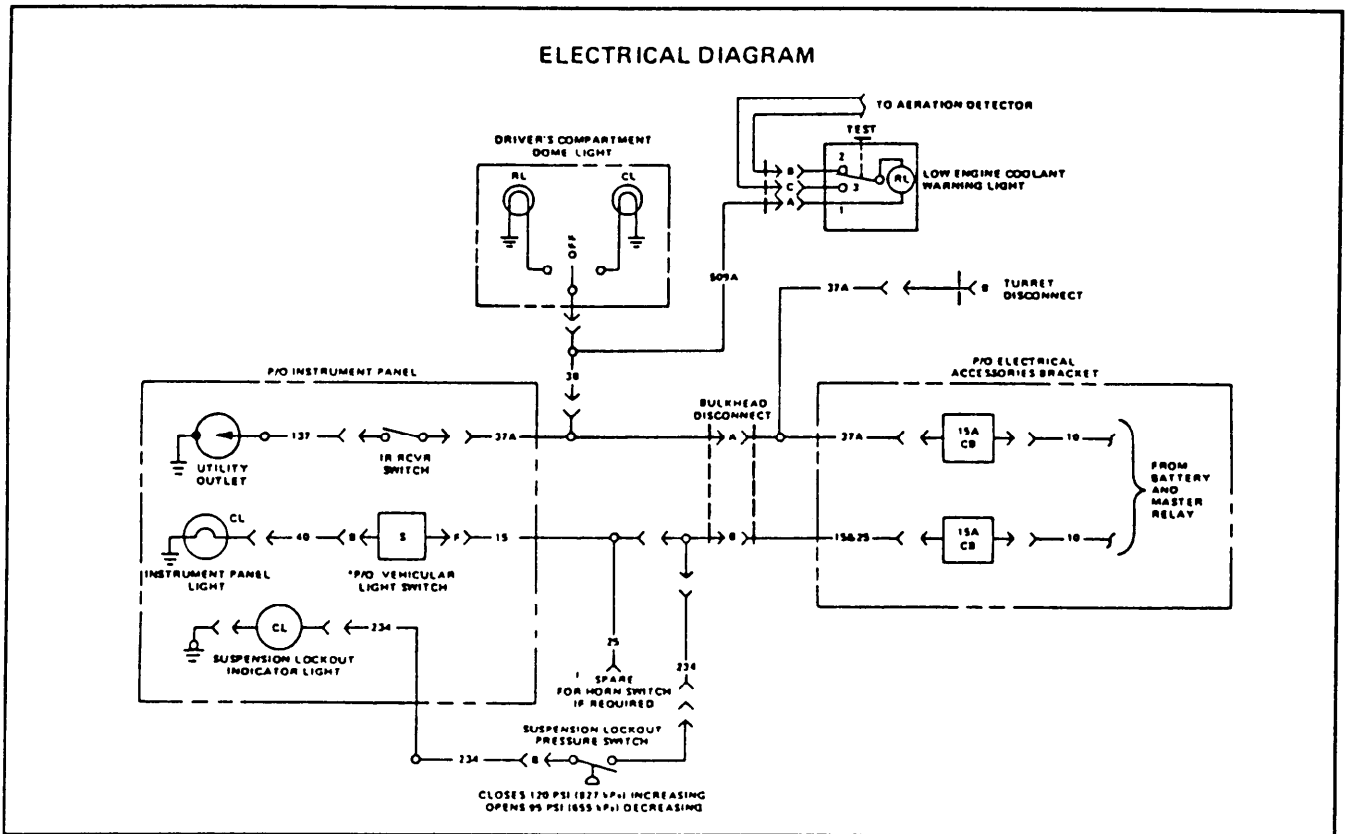 ELECTRICAL DIAGRAM
TO AERATION DETECTOR
TEST
DRIVER'S COMPARTMENT
DOME LIGHT
RL
CL
OFF
2
B
C
3
A
1
RL
LOW ENGINE COOLANT
WARNING LIGHT
509A
37A
B
TURRET
DISCONNECT
38
P/O INSTRUMENT PANEL
P/O ELECTRICAL
ACCESSORIES BRACKET
BULKHEAD
DISCONNECT
137
37A
A
37A
15A
CB
10
UTILITY
OUTLET
IR RCVR
SWITCH
FROM
BATTERY
AND
MASTER
RELAY
CL
40
B
S
F
15
B
15&25
15A
CB
10
INSTRUMENT PANEL
LIGHT
*P/O VEHICULAR
LIGHT SWITCH
CL
234
SUSPENSION LOCKOUT
INDICATOR LIGHT
25
234
SPARE
FOR HORN SWITCH
IF REQUIRED
SUSPENSION LOCKOUT
PRESSURE SWITCH
234
B
CLOSES 120 PSI (827 kPa) INCREASING
OPENS 95 PSI (655 kPa) DECREASING